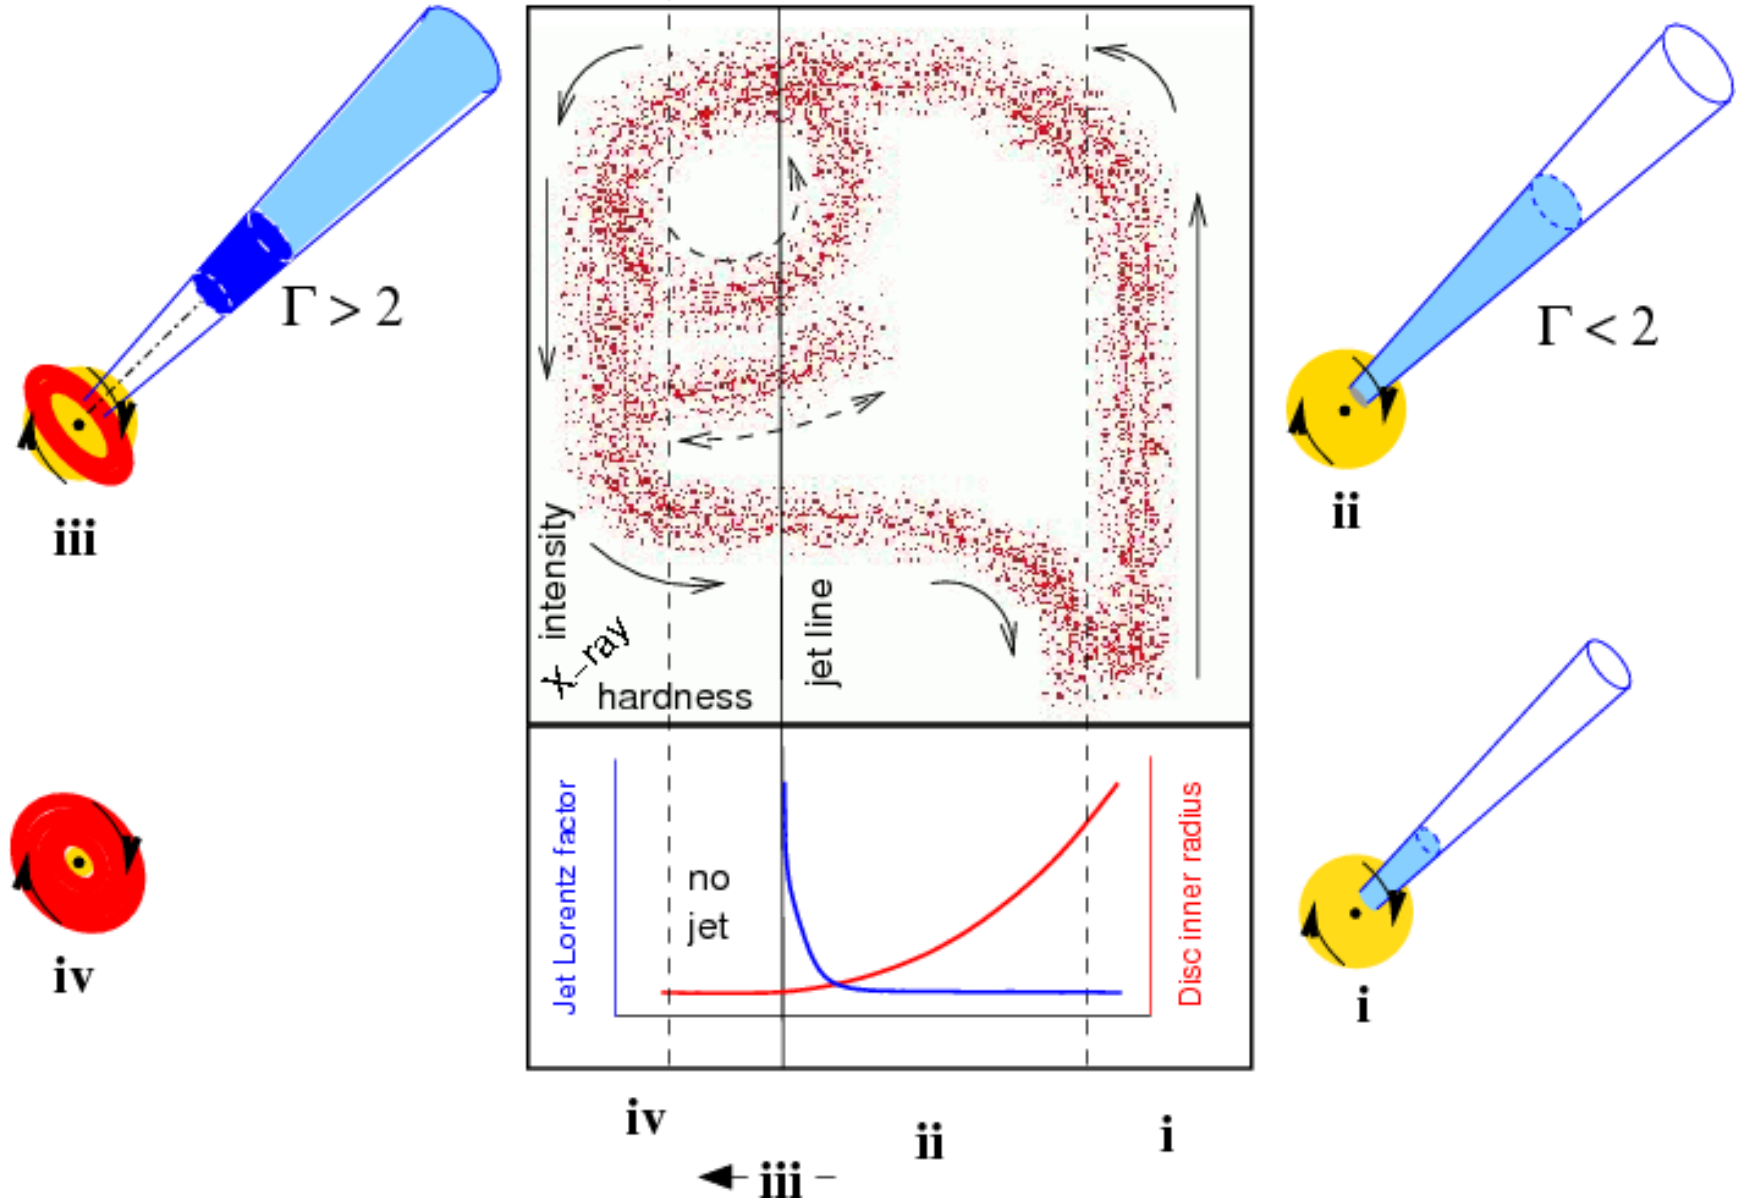 Γ > 2
iii
iv
intensity
X-ray
hardness
jet line
Jet Lorentz factor
no
jet
Disc inner radius
Γ < 2
ii
i
iv
ii
i
iii